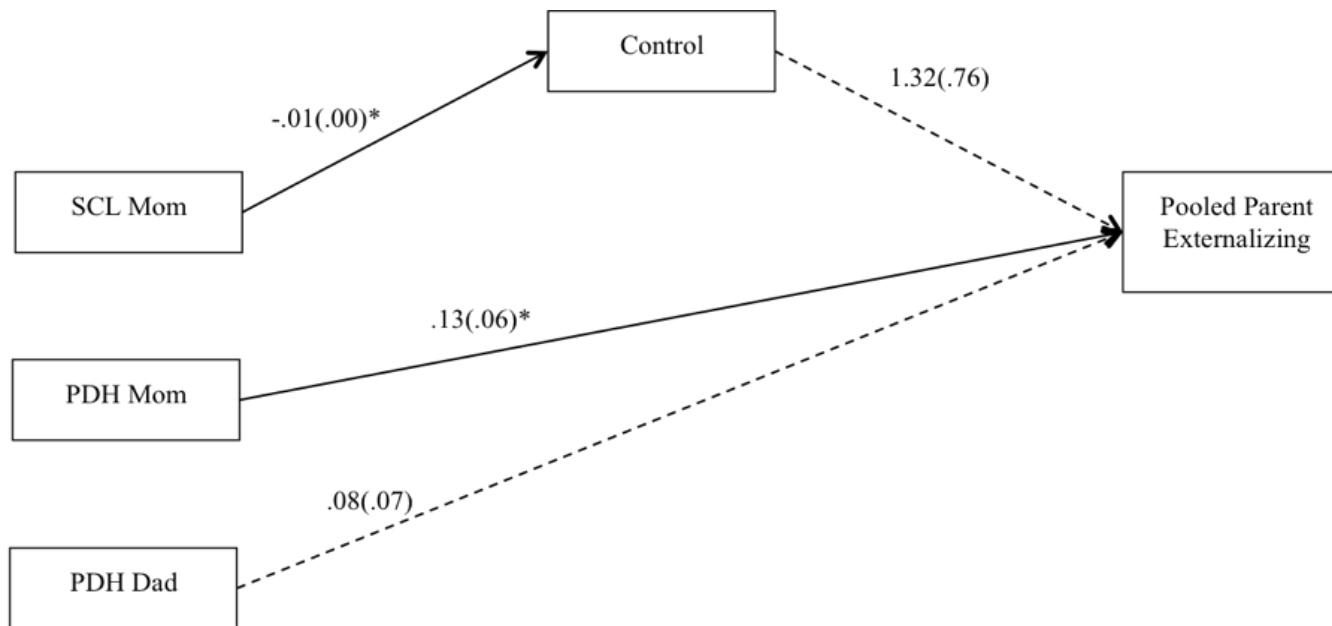 Control
1.32(.76)
-.01(.00)*
SCL Mom
Pooled Parent
Externalizing
.13(.06)*
PDH Mom
.08(.07)
PDH Dad